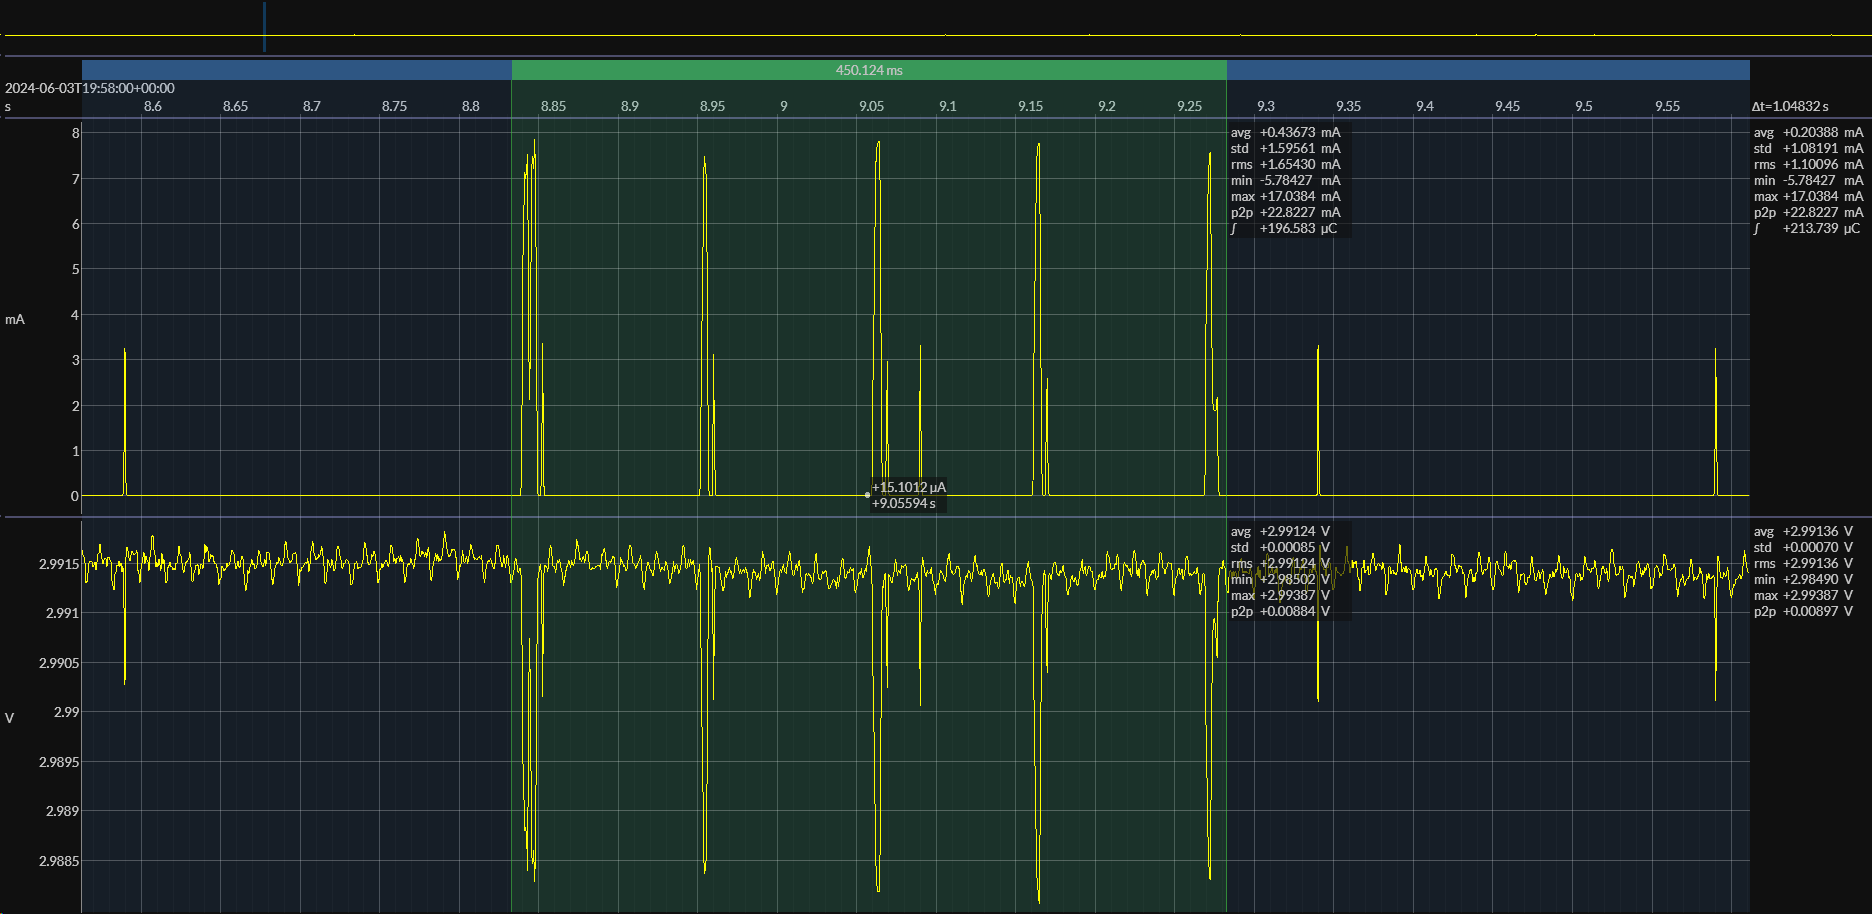 450.124 ms
2024-06-03T19:58:00+00:00
s 8.6 8.65 8.7 8.75 8.8 8.85 8.9 8.95 9 9.05 9.1 9.15 9.2 9.25 9.3 9.35 9.4 9.45 9.5 9.55 Δt=1.04832 s
8
7
6
5
4
3
2
1
0
mA
avg +0.43673 mA
std +1.59561 mA
rms +1.65430 mA
min -5.78427 mA
max +17.0384 mA
p2p +22.8227 mA
∫ +196.583 µC
avg +0.20388 mA
std +1.08191 mA
rms +1.10096 mA
min -5.78427 mA
max +17.0384 mA
p2p +22.8227 mA
∫ +213.739 µC
+15.1012 µA
+9.05594 s
2.9915
2.991
2.9905
2.99
2.9895
2.989
2.9885
V
avg +2.99124 V
std +0.00085 V
rms +2.99124 V
min +2.98502 V
max +2.99387 V
p2p +0.00884 V
avg +2.99136 V
std +0.00070 V
rms +2.99136 V
min +2.98490 V
max +2.99387 V
p2p +0.00897 V